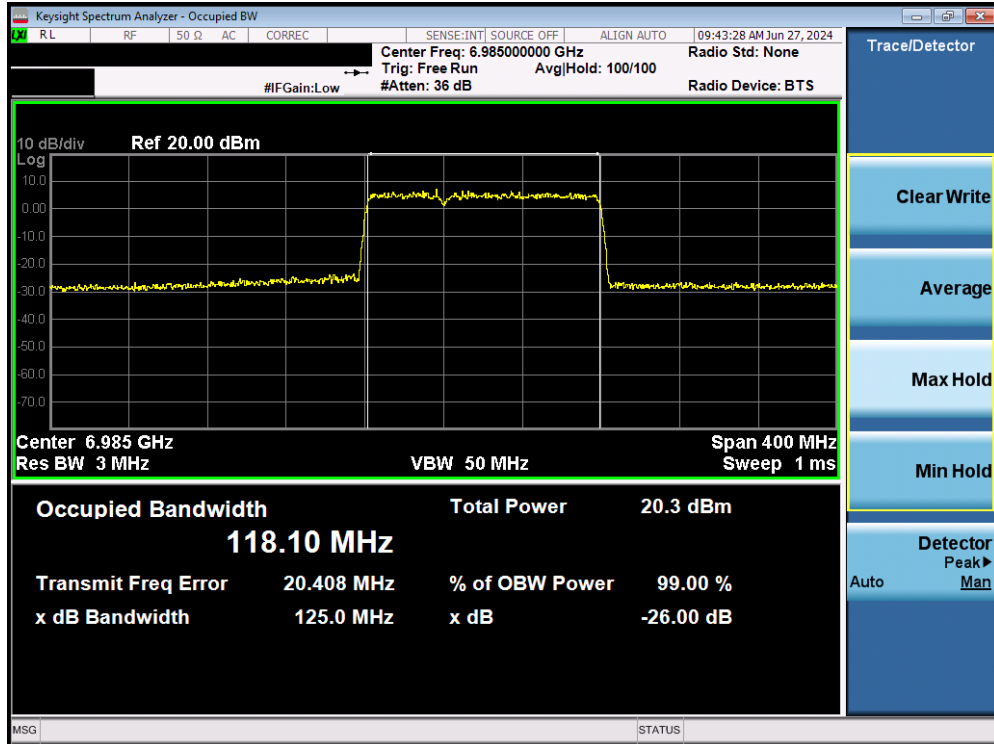 Keysight Spectrum Analyzer - Occupied BW
LXI RL RF 50 Ω AC CORREC SENSE:INT SOURCE OFF ALIGN AUTO 09:43:28 AM Jun 27, 2024
Center Freq: 6.985000000 GHz Radio Std: None
Trig: Free Run Avg|Hold: 100/100
#IFGain:Low #Atten: 36 dB Radio Device: BTS
Trace/Detector
10 dB/div Ref 20.00 dBm
Log
10.0
0.00
-10.0
-20.0
-30.0
-40.0
-50.0
-60.0
-70.0
Center 6.985 GHz Span 400 MHz
Res BW 3 MHz VBW 50 MHz Sweep 1 ms
Occupied Bandwidth Total Power 20.3 dBm
118.10 MHz
Transmit Freq Error 20.408 MHz % of OBW Power 99.00 %
x dB Bandwidth 125.0 MHz x dB -26.00 dB
Clear Write
Average
Max Hold
Min Hold
Detector
Peak▶
Auto Man
MSG STATUS